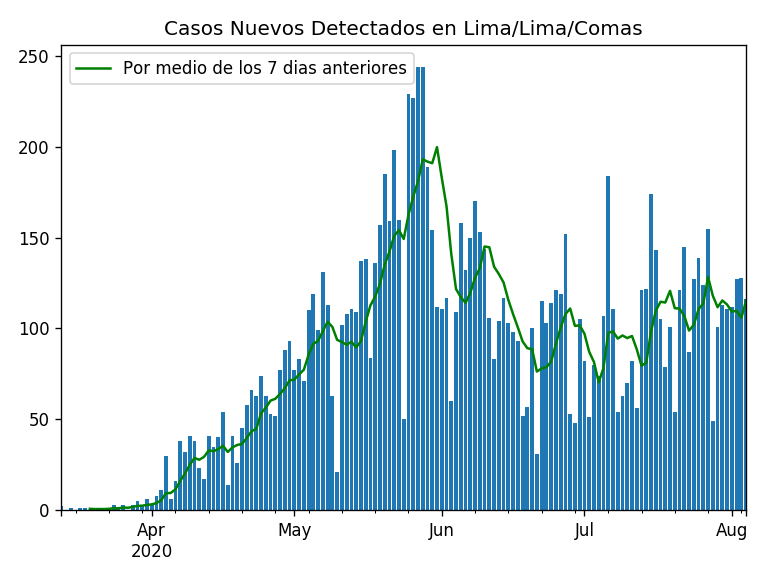 Casos Nuevos Detectados en Lima/Lima/Comas
Por medio de los 7 dias anteriores
250
200
150
100
50
0
Apr May Jun Jul Aug
2020